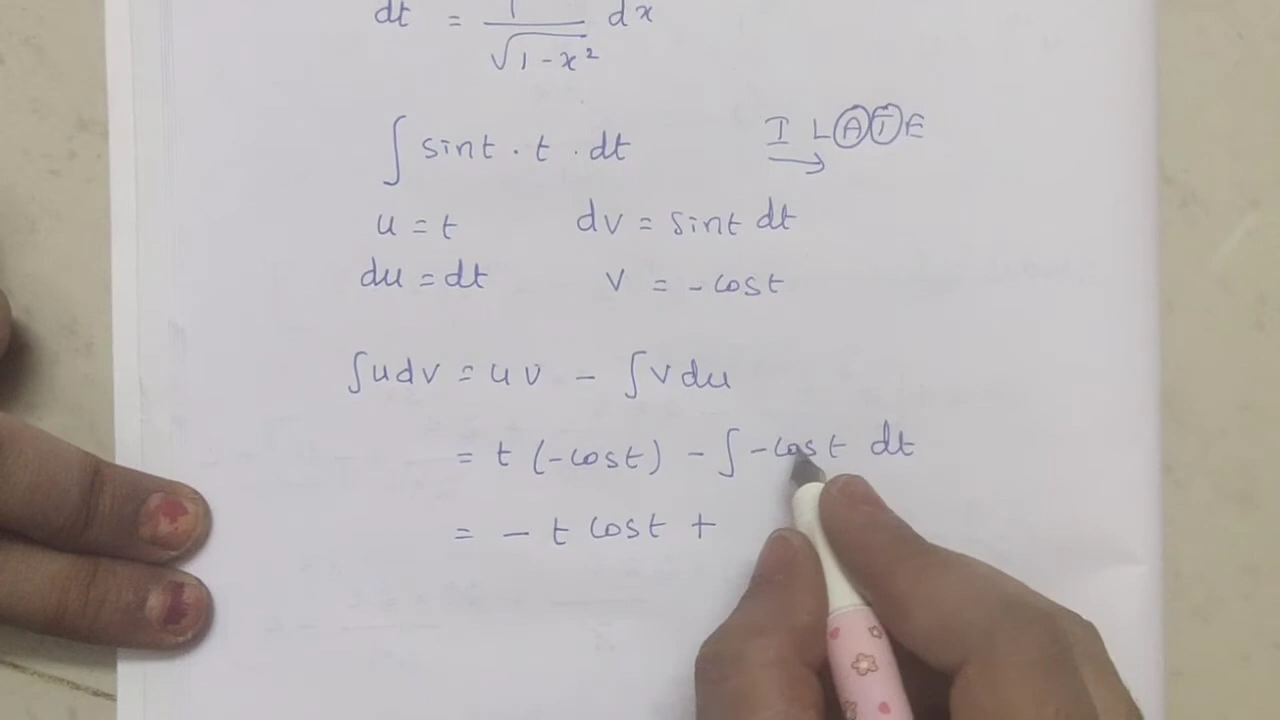 dt = 1/√1-x² dx
∫ sint . t . dt I LATE
u = t dv = sint dt
du = dt v = -cost
∫udv = uv - ∫vdu
= t (-cost) - ∫-cost dt
= - t cost +